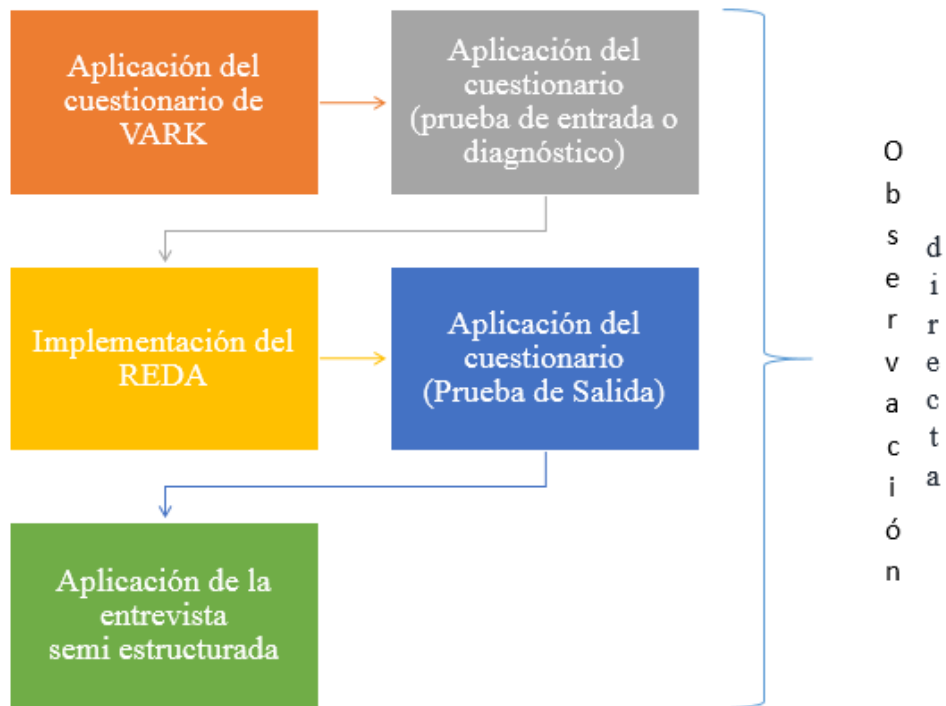 Aplicación del
cuestionario de
VARK
Aplicación del
cuestionario
(prueba de entrada o
diagnóstico)
Implementación del
REDA
Aplicación del
cuestionario
(Prueba de Salida)
Aplicación de la
entrevista
semi estructurada
Observación
directa